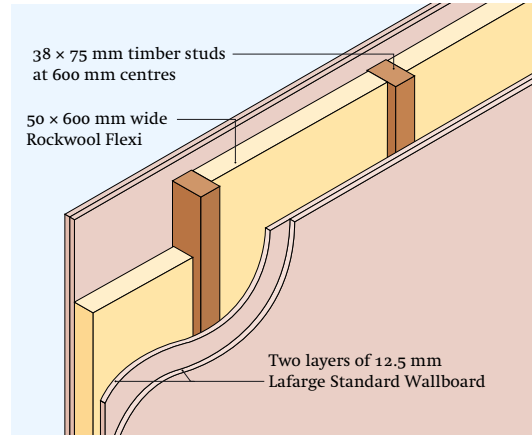 38 × 75 mm timber studs
at 600 mm centres
50 × 600 mm wide
Rockwool Flexi
Two layers of 12.5 mm
Lafarge Standard Wallboard